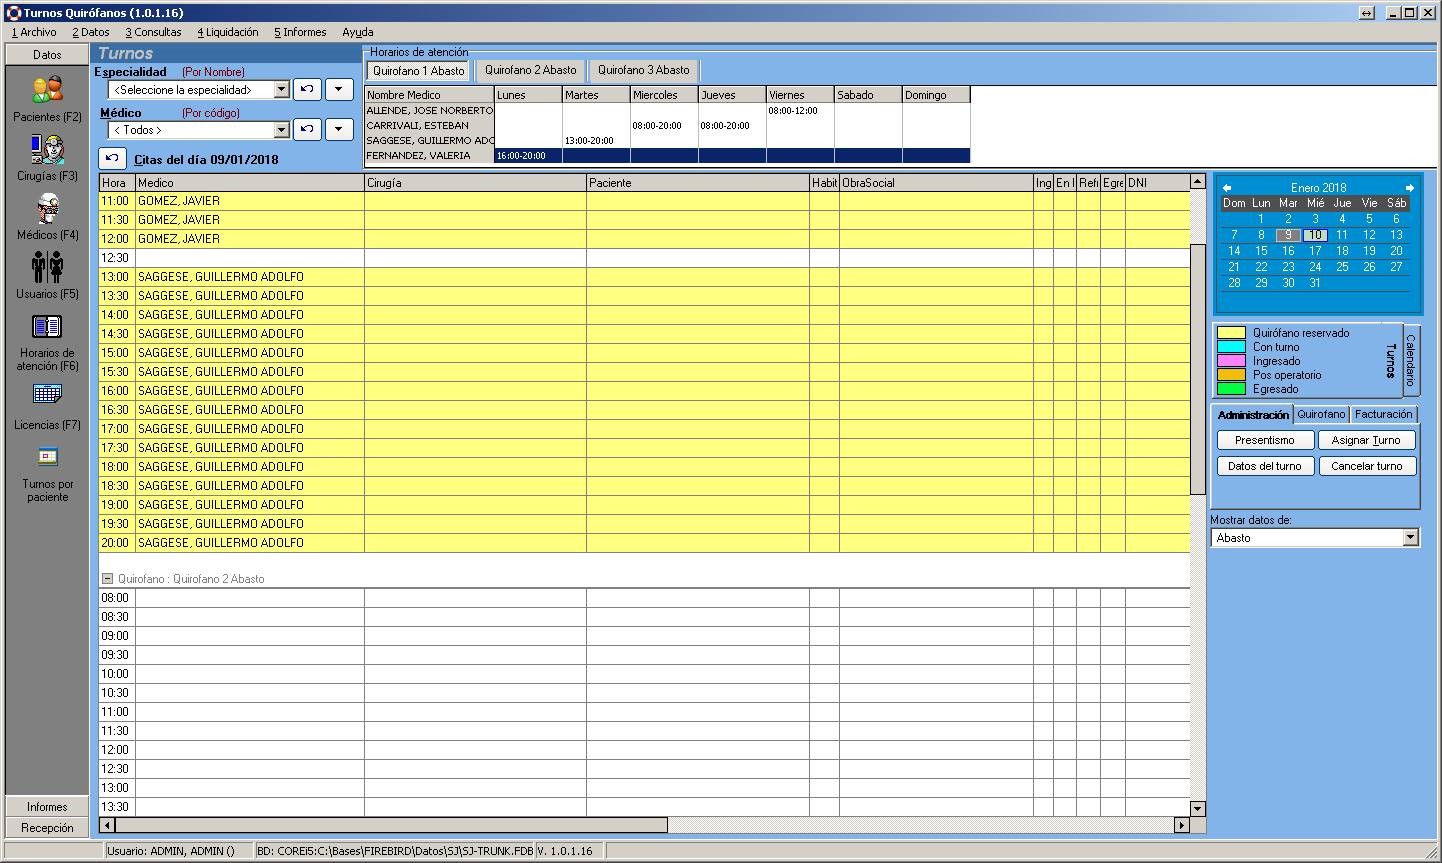 Turnos Quirófanos (1.0.1.16)
1 Archivo 2 Datos 3 Consultas 4 Liquidación 5 Informes Ayuda
Datos
Pacientes (F2)
Cirugías (F3)
Médicos (F4)
Usuarios (F5)
Horarios de
atención (F6)
Licencias (F7)
Turnos por
paciente
Informes
Recepción
Turnos
Especialidad (Por Nombre)
<Seleccione la especialidad>
Médico (Por código)
< Todos >
Citas del día 09/01/2018
Horarios de atención
Quirofano 1 Abasto Quirofano 2 Abasto Quirofano 3 Abasto
Nombre Medico Lunes Martes Miercoles Jueves Viernes Sabado Domingo
ALLENDE, JOSE NORBERTO 08:00-12:00
CARRIVALI, ESTEBAN 08:00-20:00 08:00-20:00
SAGGESE, GUILLERMO ADO 13:00-20:00
FERNANDEZ, VALERIA 16:00-20:00
Hora Medico Cirugía Paciente Habit ObraSocial Ing En l Refi Egre DNI
11:00 GOMEZ, JAVIER
11:30 GOMEZ, JAVIER
12:00 GOMEZ, JAVIER
12:30
13:00 SAGGESE, GUILLERMO ADOLFO
13:30 SAGGESE, GUILLERMO ADOLFO
14:00 SAGGESE, GUILLERMO ADOLFO
14:30 SAGGESE, GUILLERMO ADOLFO
15:00 SAGGESE, GUILLERMO ADOLFO
15:30 SAGGESE, GUILLERMO ADOLFO
16:00 SAGGESE, GUILLERMO ADOLFO
16:30 SAGGESE, GUILLERMO ADOLFO
17:00 SAGGESE, GUILLERMO ADOLFO
17:30 SAGGESE, GUILLERMO ADOLFO
18:00 SAGGESE, GUILLERMO ADOLFO
18:30 SAGGESE, GUILLERMO ADOLFO
19:00 SAGGESE, GUILLERMO ADOLFO
19:30 SAGGESE, GUILLERMO ADOLFO
20:00 SAGGESE, GUILLERMO ADOLFO
Quirofano : Quirofano 2 Abasto
08:00
08:30
09:00
09:30
10:00
10:30
11:00
11:30
12:00
12:30
13:00
13:30
Enero 2018
Dom Lun Mar Mié Jue Vie Sáb
1 2 3 4 5 6
7 8 9 10 11 12 13
14 15 16 17 18 19 20
21 22 23 24 25 26 27
28 29 30 31
Quirófano reservado
Con turno
Ingresado
Pos operatorio
Egresado
Turnos
Calendario
Administración Quirofano Facturación
Presentismo Asignar Turno
Datos del turno Cancelar turno
Mostrar datos de:
Abasto
Usuario: ADMIN, ADMIN () BD: COREi5:C:\Bases\FIREBIRD\Datos\SJ\SJ-TRUNK.FDB V. 1.0.1.16